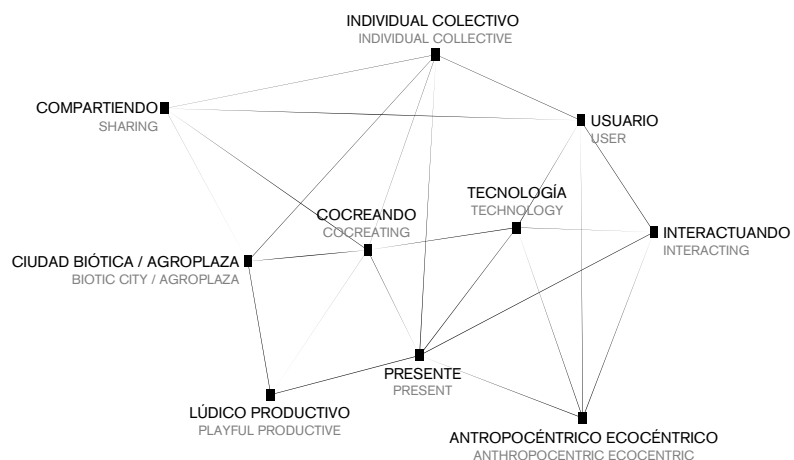 INDIVIDUAL COLECTIVO
INDIVIDUAL COLLECTIVE
COMPARTIENDO
SHARING
USUARIO
USER
TECNOLOGÍA
TECHNOLOGY
COCREANDO
COCREATING
INTERACTUANDO
INTERACTING
CIUDAD BIÓTICA / AGROPLAZA
BIOTIC CITY / AGROPLAZA
PRESENTE
PRESENT
LÚDICO PRODUCTIVO
PLAYFUL PRODUCTIVE
ANTROPOCÉNTRICO ECOCÉNTRICO
ANTHROPOCENTRIC ECOCENTRIC